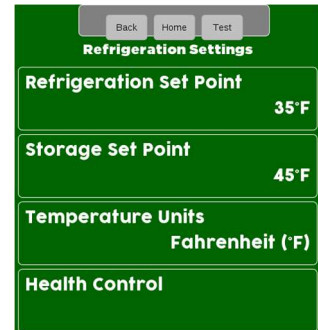 Back Home Test
Refrigeration Settings
Refrigeration Set Point
35°F
Storage Set Point
45°F
Temperature Units
Fahrenheit (°F)
Health Control